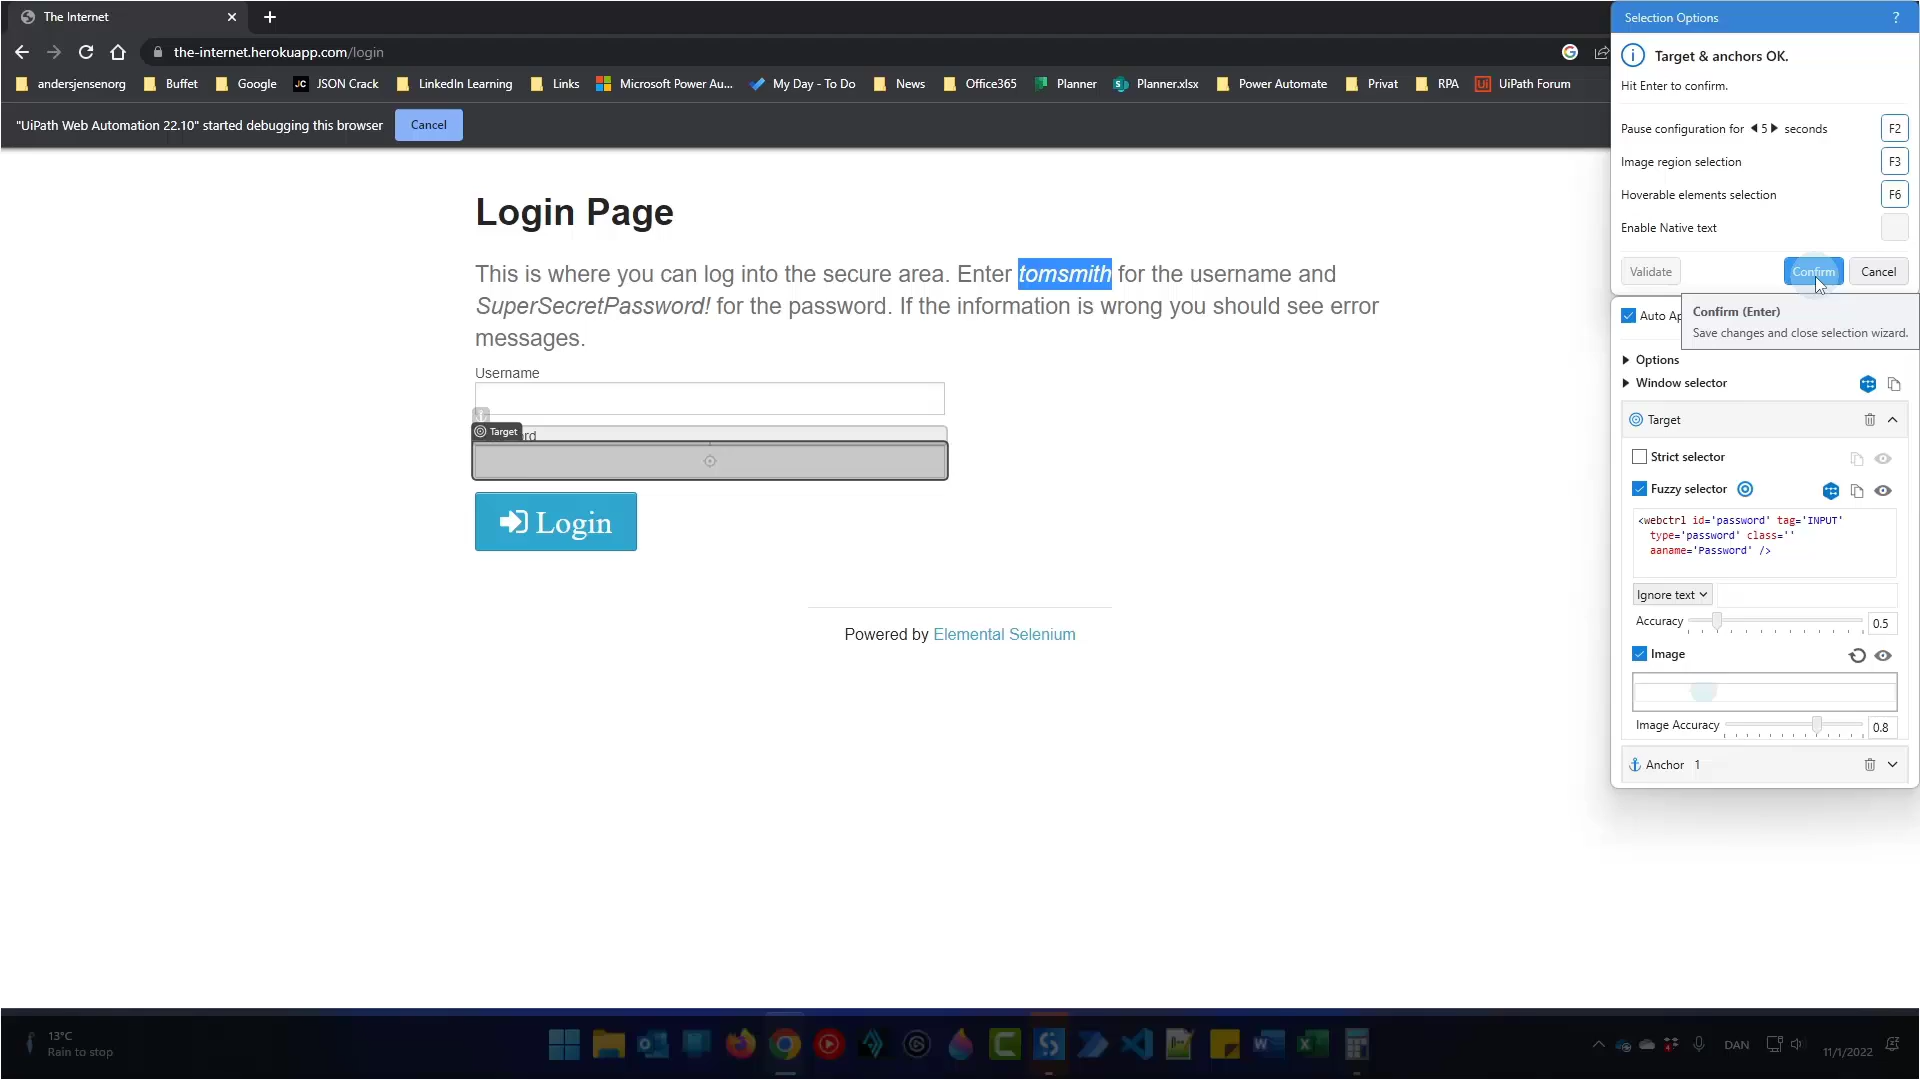 The Internet
the-internet.herokuapp.com/login
andersjensenorg Buffet Google JC JSON Crack LinkedIn Learning Links Microsoft Power Au... My Day - To Do News Office365 Planner Planner.xlsx Power Automate Privat RPA Ui UiPath Forum
"UiPath Web Automation 22.10" started debugging this browser Cancel
Login Page
This is where you can log into the secure area. Enter tomsmith for the username and
SuperSecretPassword! for the password. If the information is wrong you should see error
messages.
Username
Target rd
Login
Powered by Elemental Selenium
Selection Options ?
Target & anchors OK.
Hit Enter to confirm.
Pause configuration for 5 seconds F2
Image region selection F3
Hoverable elements selection F6
Enable Native text
Validate Confirm Cancel
Auto Ap
Confirm (Enter)
Save changes and close selection wizard.
Options
Window selector
Target
Strict selector
Fuzzy selector
<webctrl id='password' tag='INPUT'
type='password' class=''
aaname='Password' />
Ignore text
Accuracy 0.5
Image
Image Accuracy 0.8
Anchor 1
13°C
Rain to stop
DAN
11/1/2022